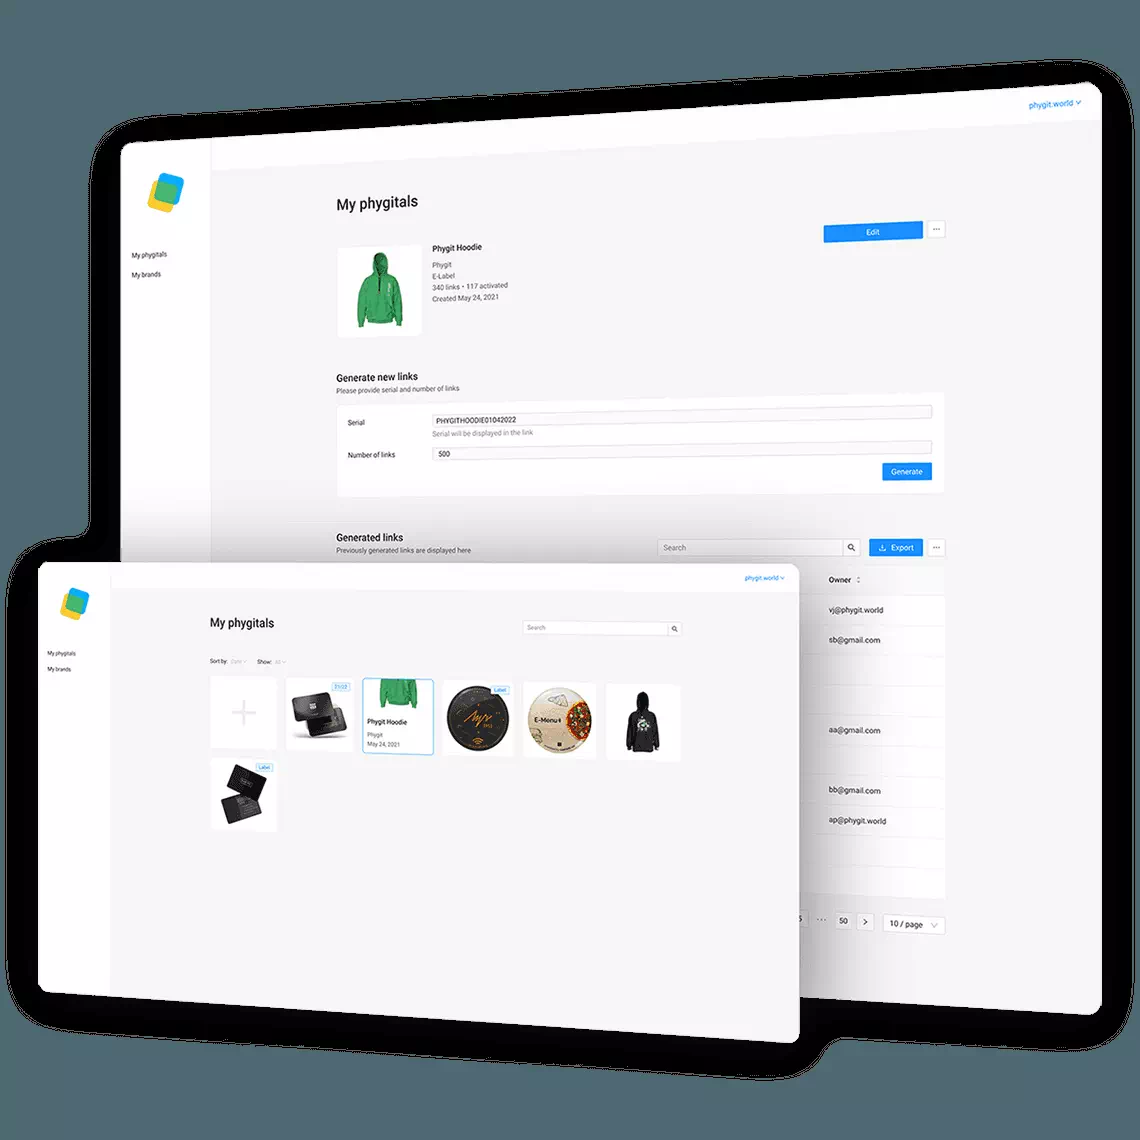 phygit.world
My phygitals
Edit
My phygitals
My brands
Phygit Hoodie
Phygit
E-Label
340 links • 117 activated
Created May 24, 2021
Generate new links
Please provide serial and number of links
Serial
PHYGITHOODIE01042022
Serial will be displayed in the link
Number of links
500
Generate
Generated links
Previously generated links are displayed here
Search
Export
Owner
vj@phygit.world
sb@gmail.com
aa@gmail.com
bb@gmail.com
ap@phygit.world
5 ··· 50 > 10 / page
phygit.world
My phygitals
Search
My phygitals
My brands
Sort by: Date
Show: All
Label
E-Menu
Phygit Hoodie
Phygit
May 24, 2021
Label